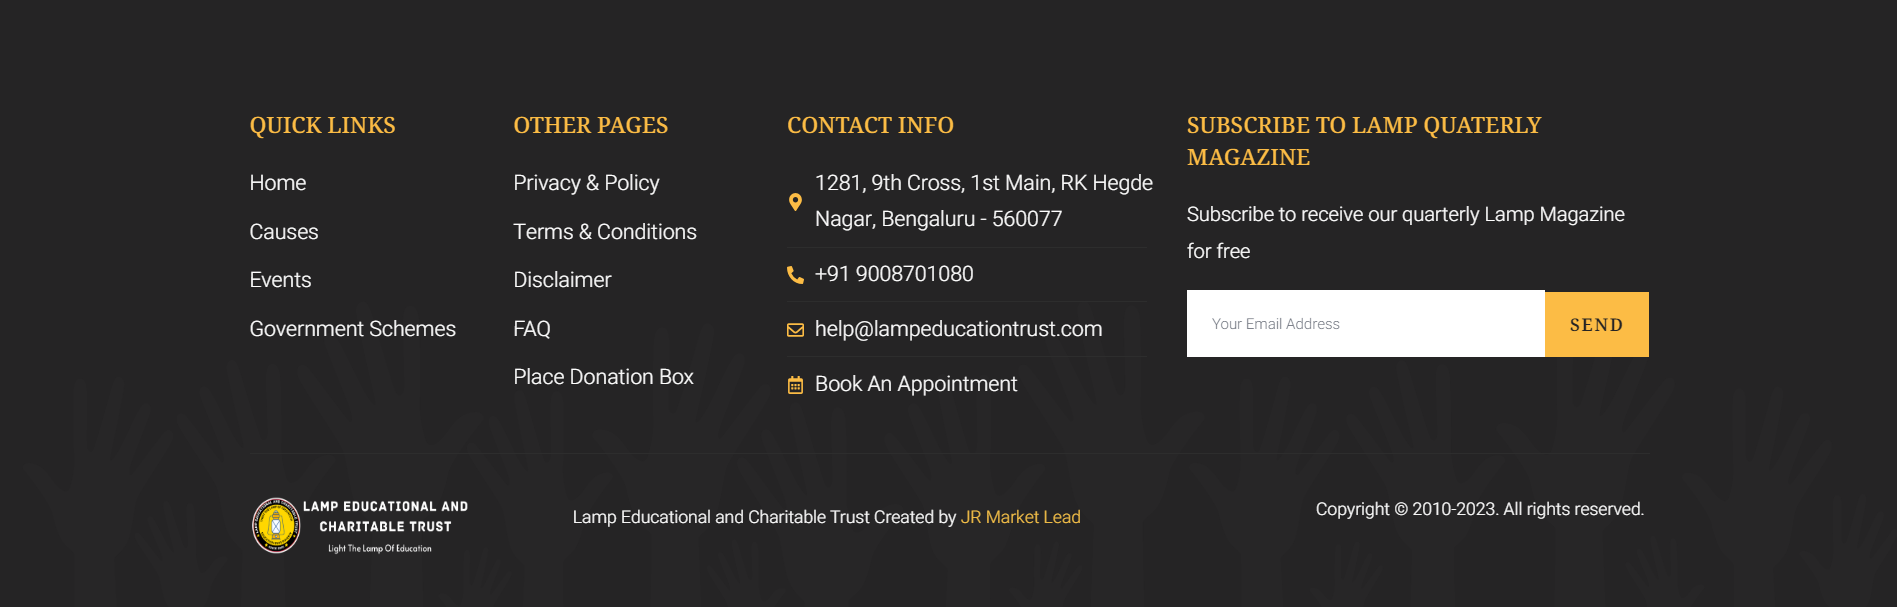 QUICK LINKS
Home
Causes
Events
Government Schemes
OTHER PAGES
Privacy & Policy
Terms & Conditions
Disclaimer
FAQ
Place Donation Box
CONTACT INFO
1281, 9th Cross, 1st Main, RK Hegde
Nagar, Bengaluru - 560077
+91 9008701080
help@lampeducationtrust.com
Book An Appointment
SUBSCRIBE TO LAMP QUATERLY
MAGAZINE
Subscribe to receive our quarterly Lamp Magazine
for free
Your Email Address
SEND
LAMP EDUCATIONAL AND
CHARITABLE TRUST
Light The Lamp Of Education
Lamp Educational and Charitable Trust Created by JR Market Lead
Copyright © 2010-2023. All rights reserved.